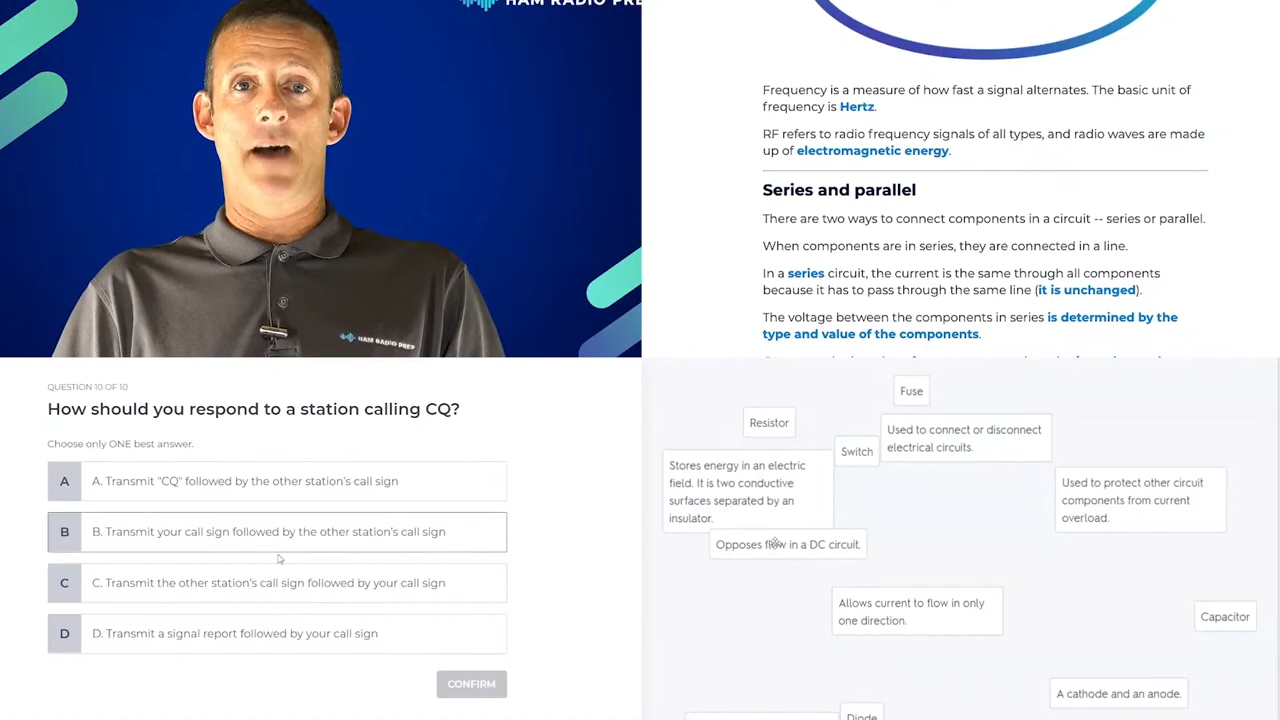 HAM RADIO PREP
HAM RADIO PREP
Frequency is a measure of how fast a signal alternates. The basic unit of
frequency is Hertz.
RF refers to radio frequency signals of all types, and radio waves are made
up of electromagnetic energy.
Series and parallel
There are two ways to connect components in a circuit -- series or parallel.
When components are in series, they are connected in a line.
In a series circuit, the current is the same through all components
because it has to pass through the same line (it is unchanged).
The voltage between the components in series is determined by the
type and value of the components.
QUESTION 10 OF 10
How should you respond to a station calling CQ?
Choose only ONE best answer.
A
A. Transmit "CQ" followed by the other station's call sign
B
B. Transmit your call sign followed by the other station's call sign
C
C. Transmit the other station's call sign followed by your call sign
D
D. Transmit a signal report followed by your call sign
CONFIRM
Fuse
Resistor
Used to connect or disconnect
electrical circuits.
Switch
Stores energy in an electric
field. It is two conductive
surfaces separated by an
insulator.
Used to protect other circuit
components from current
overload.
Opposes flow in a DC circuit.
Allows current to flow in only
one direction.
Capacitor
A cathode and an anode.
Diode